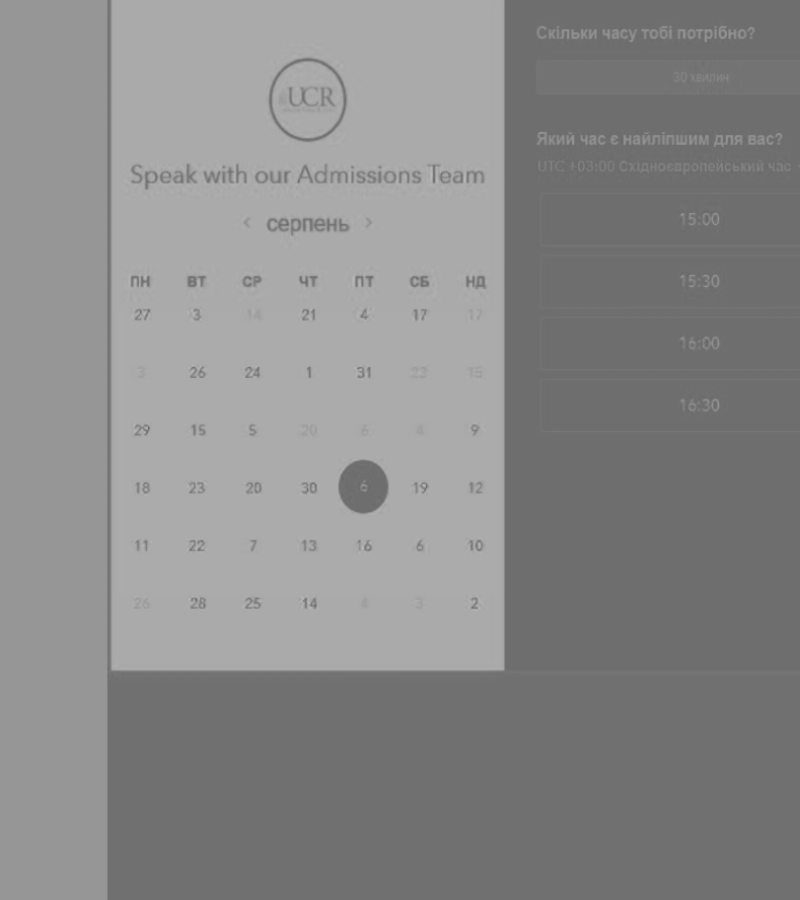 UCR
Speak with our Admissions Team
< серпень >
ПН ВТ СР ЧТ ПТ СБ НД
27 3 14 21 4 17 17
3 26 24 1 31 23 15
29 15 5 20 6 4 9
18 23 20 30 6 19 12
11 22 7 13 16 6 10
26 28 25 14 4 3 2
Скільки часу тобі потрібно?
30 хвилин
Який час є найліпшим для вас?
UTC +03:00 Східноєвропейський час
15:00
15:30
16:00
16:30